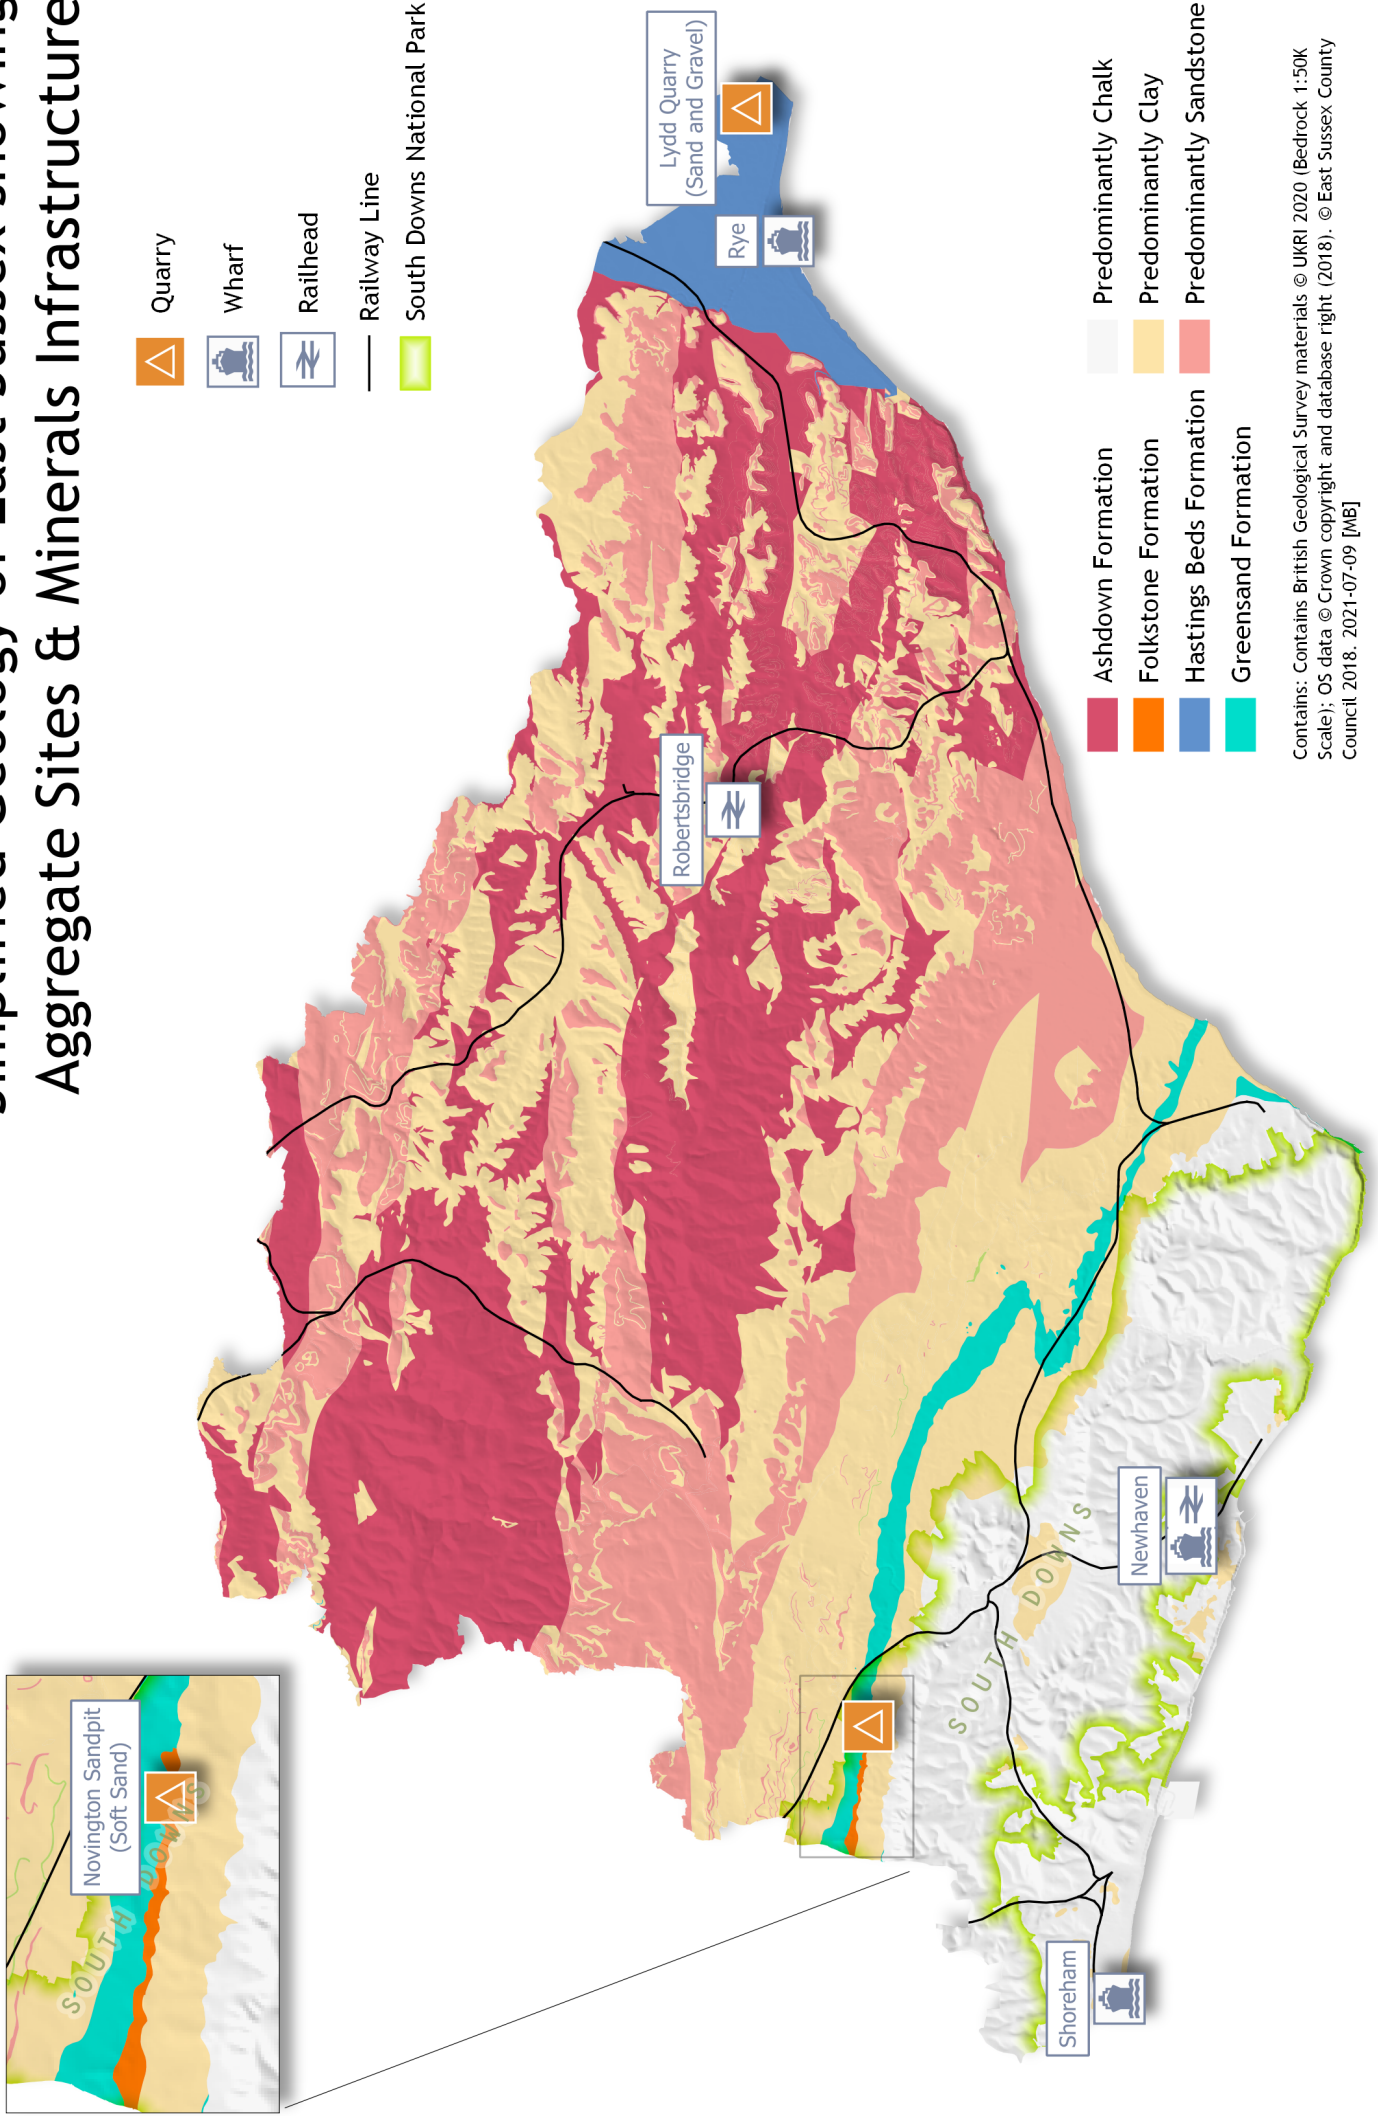 Aggregate Sites & Minerals Infrastructure
Quarry
Wharf
Railhead
Railway Line
South Downs National Park
Novington Sandpit
(Soft Sand)
SOUTH DOWNS
Lydd Quarry
(Sand and Gravel)
Rye
Robertsbridge
Newhaven
SOUTH DOWNS
Shoreham
Ashdown Formation
Folkstone Formation
Hastings Beds Formation
Greensand Formation
Predominantly Chalk
Predominantly Clay
Predominantly Sandstone
Contains: Contains British Geological Survey materials © UKRI 2020 (Bedrock 1:50K
Scale); OS data © Crown copyright and database right (2018). © East Sussex County
Council 2018. 2021-07-09 [MB]